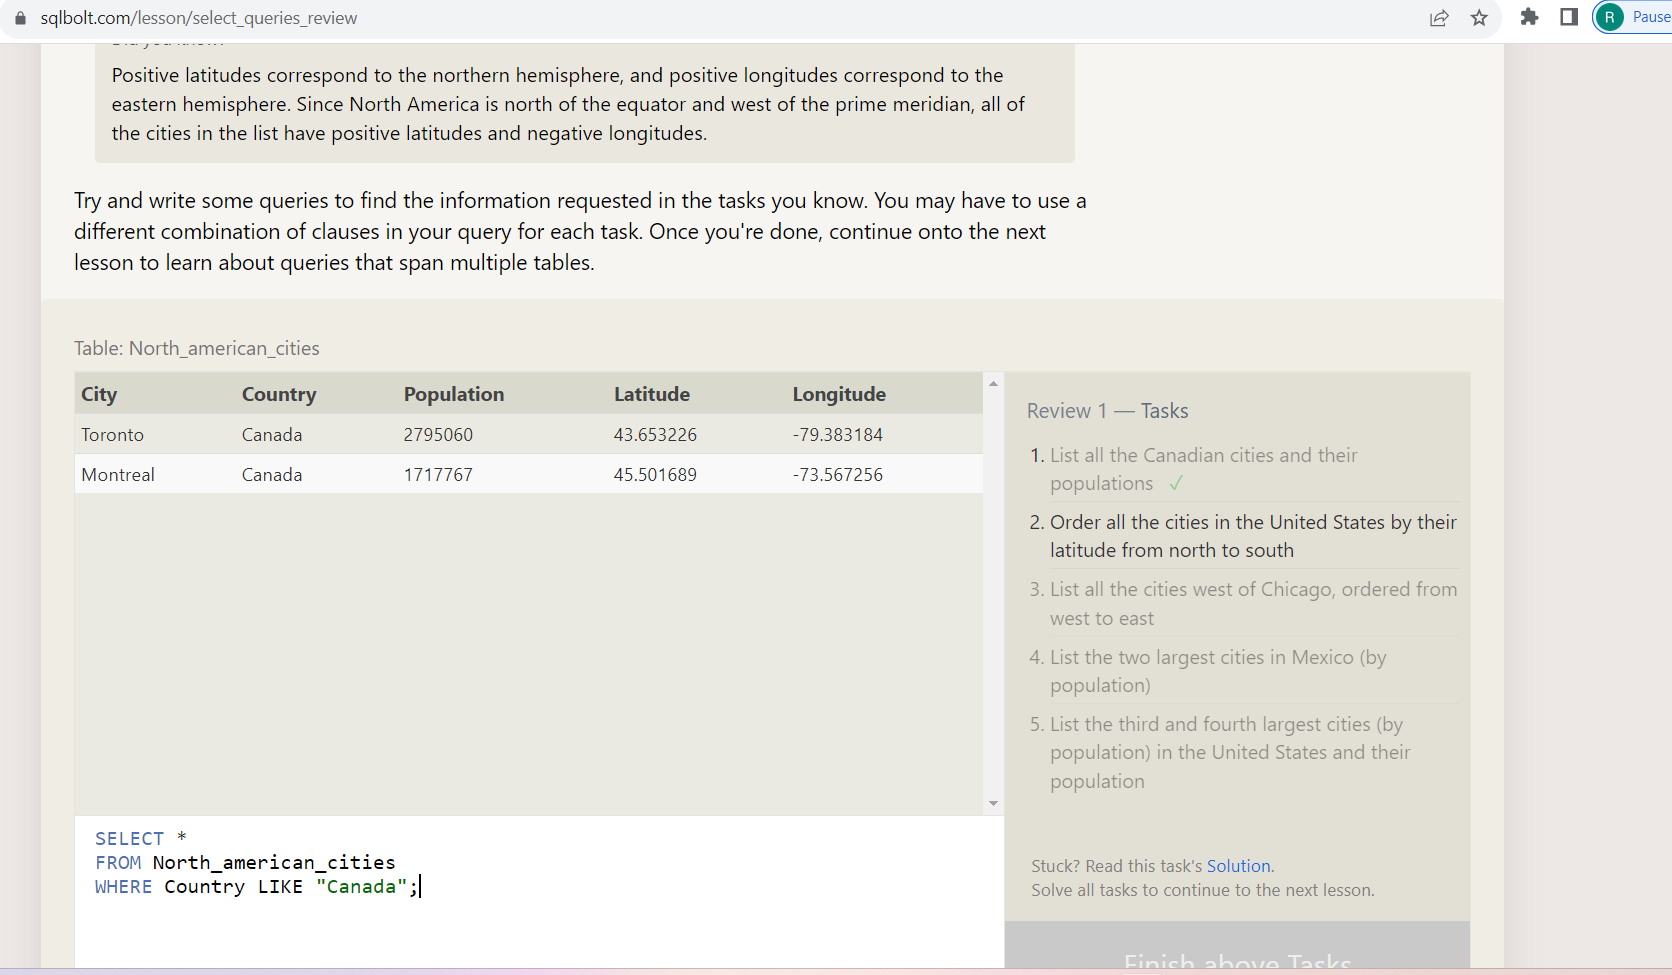 sqlbolt.com/lesson/select_queries_review
R Pause
Positive latitudes correspond to the northern hemisphere, and positive longitudes correspond to the
eastern hemisphere. Since North America is north of the equator and west of the prime meridian, all of
the cities in the list have positive latitudes and negative longitudes.
Try and write some queries to find the information requested in the tasks you know. You may have to use a
different combination of clauses in your query for each task. Once you're done, continue onto the next
lesson to learn about queries that span multiple tables.
Table: North_american_cities
City Country Population Latitude Longitude
Toronto Canada 2795060 43.653226 -79.383184
Montreal Canada 1717767 45.501689 -73.567256
SELECT *
FROM North_american_cities
WHERE Country LIKE "Canada";
Review 1 — Tasks
1. List all the Canadian cities and their
populations ✓
2. Order all the cities in the United States by their
latitude from north to south
3. List all the cities west of Chicago, ordered from
west to east
4. List the two largest cities in Mexico (by
population)
5. List the third and fourth largest cities (by
population) in the United States and their
population
Stuck? Read this task's Solution.
Solve all tasks to continue to the next lesson.
Finish above Tasks